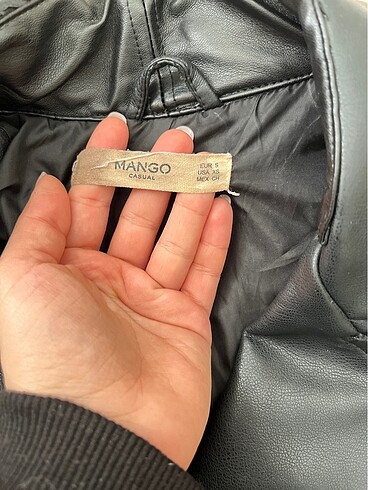 MANGO
CASUAL
EUR S
USA XS
MEX CH